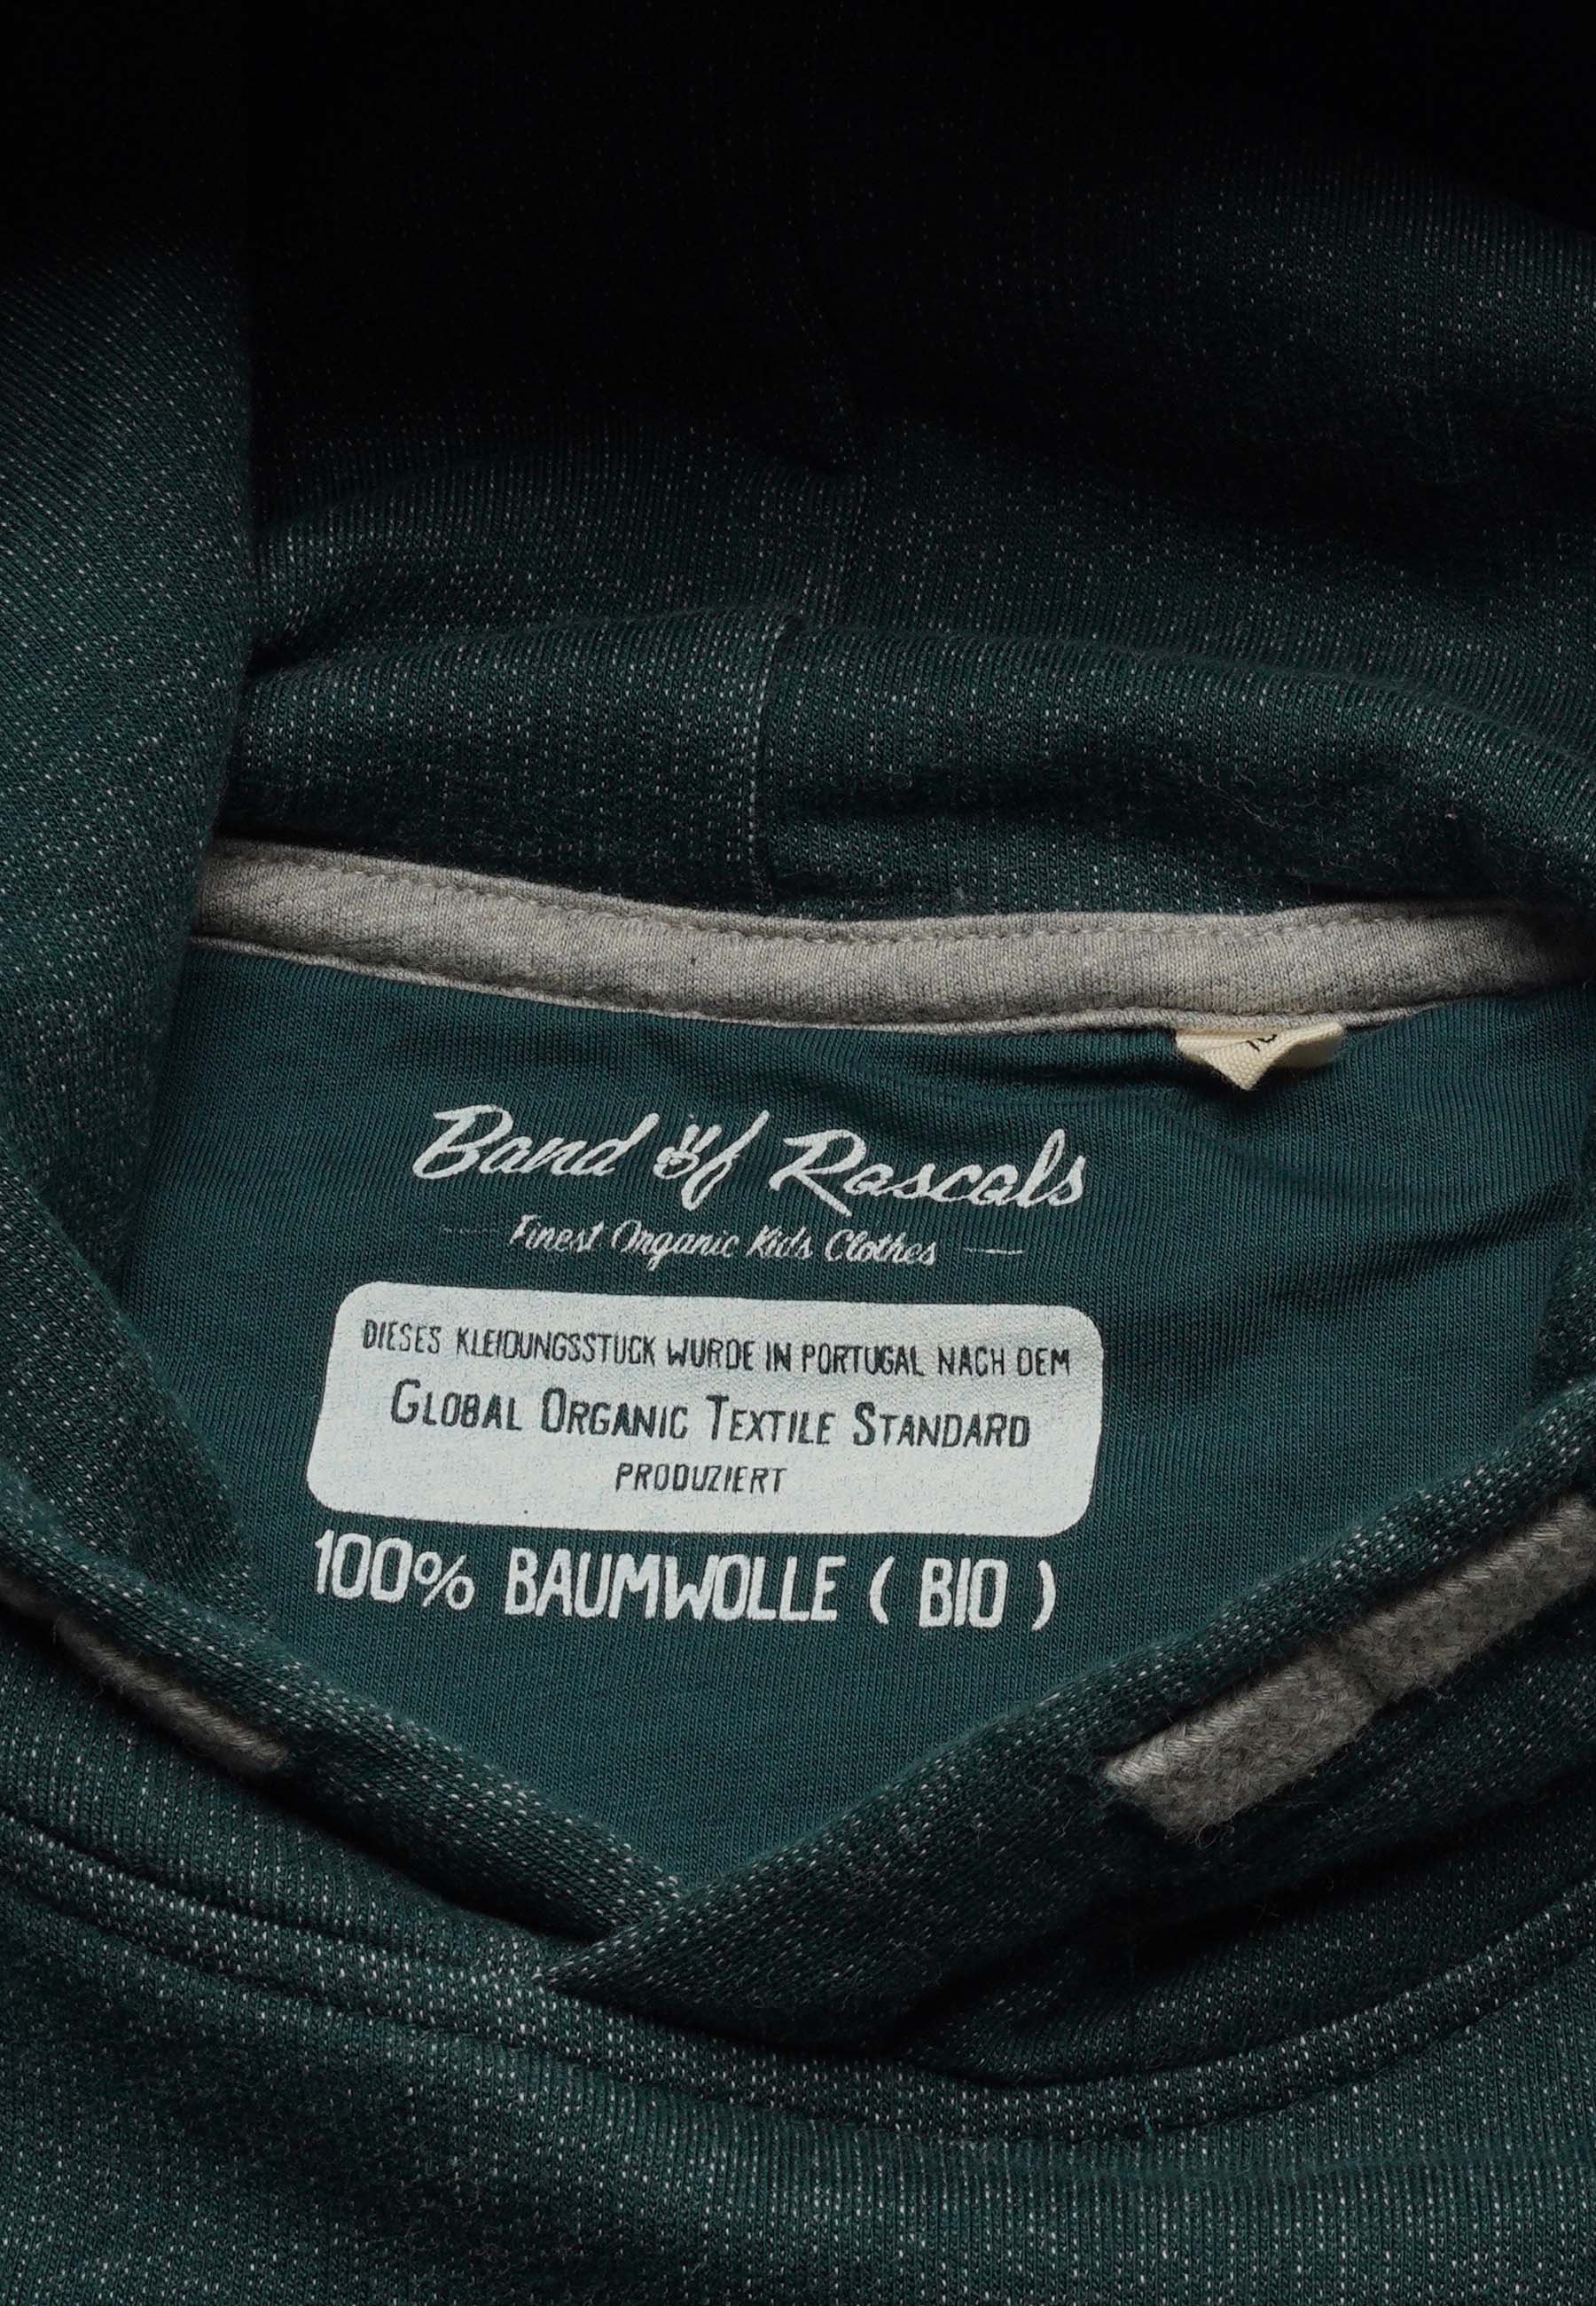 Band of Rascals
Finest Organic Kids Clothes
DIESES KLEIDUNGSSTÜCK WURDE IN PORTUGAL NACH DEM
GLOBAL ORGANIC TEXTILE STANDARD
PRODUZIERT
100% BAUMWOLLE ( BIO )